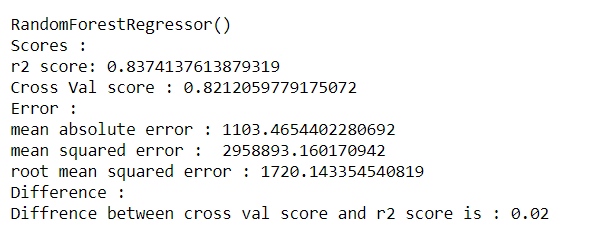 RandomForestRegressor()
Scores :
r2 score: 0.8374137613879319
Cross Val score : 0.8212059779175072
Error :
mean absolute error : 1103.4654402280692
mean squared error :  2958893.160170942
root mean squared error : 1720.143354540819
Difference :
Diffrence between cross val score and r2 score is : 0.02